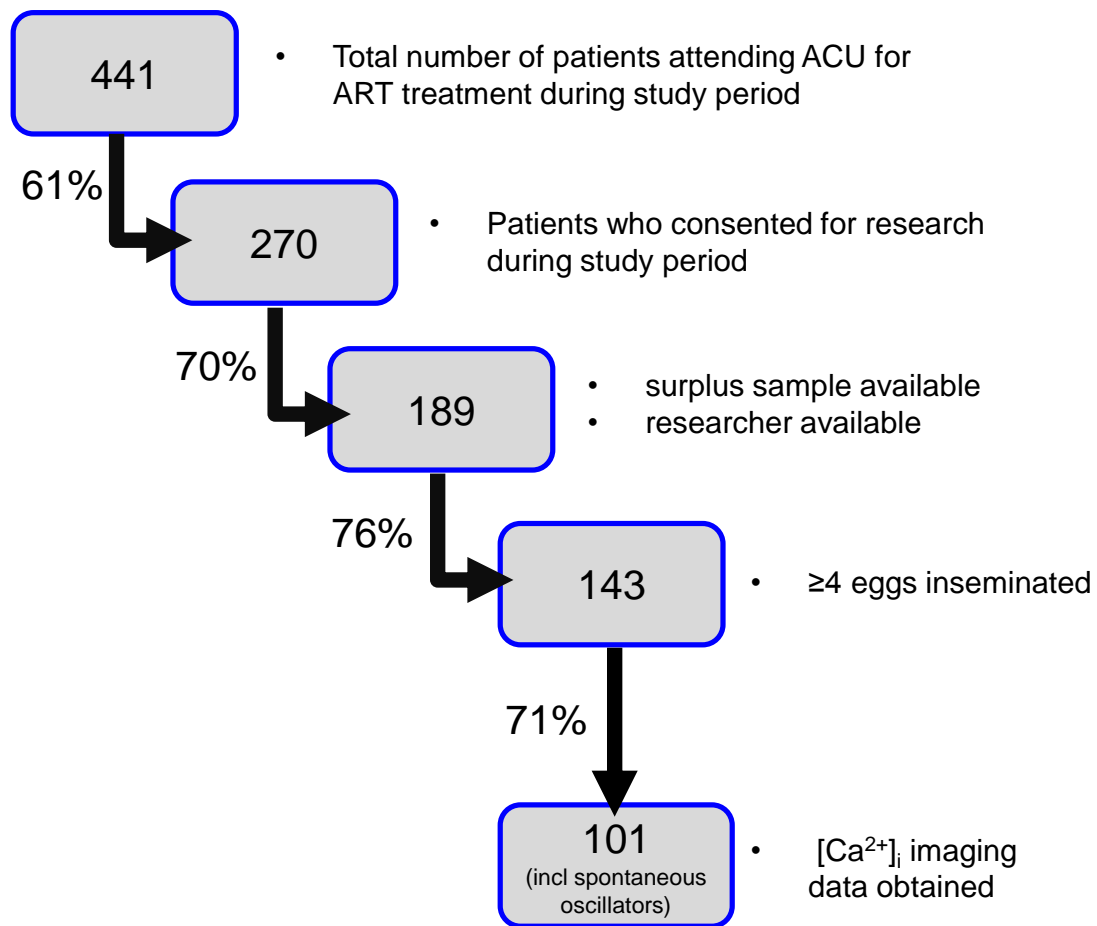 441
• Total number of patients attending ACU for
ART treatment during study period
61%
270
• Patients who consented for research
during study period
70%
189
• surplus sample available
• researcher available
76%
143
• ≥4 eggs inseminated
71%
101
(incl spontaneous
oscillators)
• [Ca²⁺]ᵢ imaging
data obtained